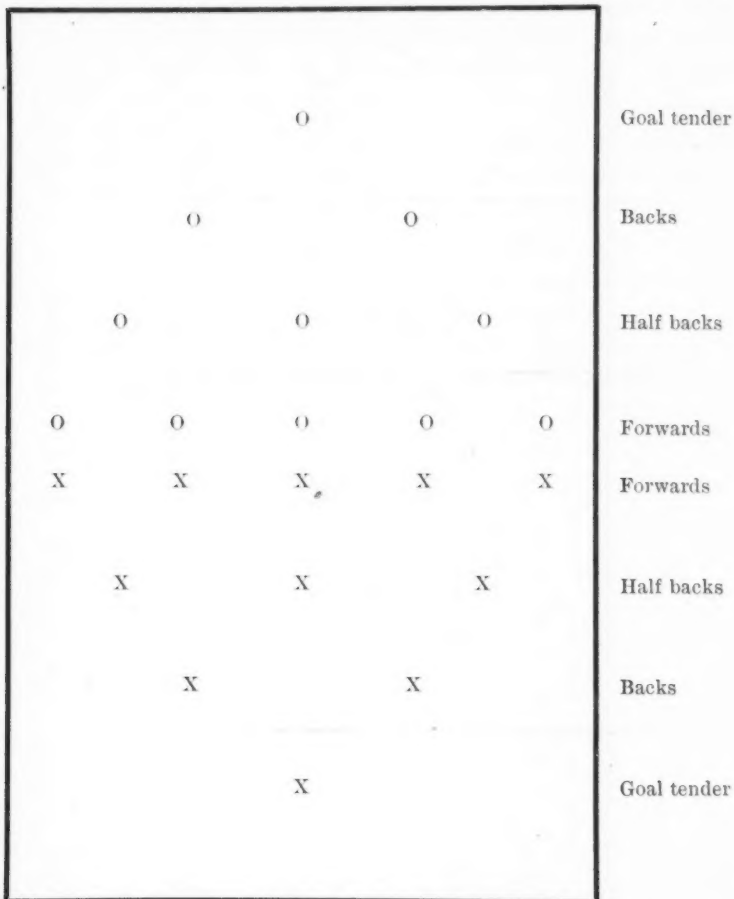 O Goal tender
O O Backs
O O O Half backs
O O O O O Forwards
X X X X X Forwards
X X X Half backs
X X Backs
X Goal tender